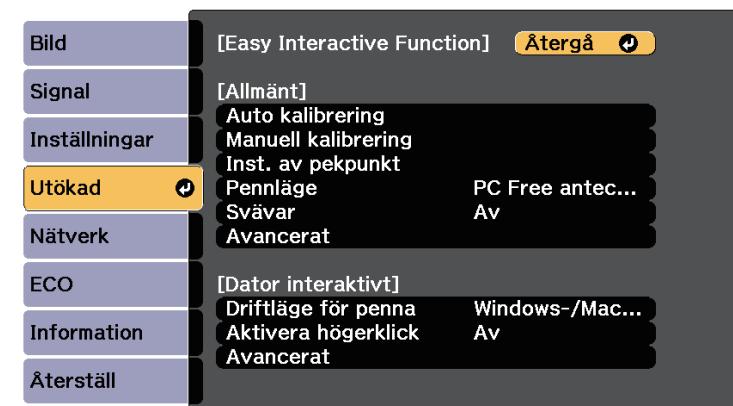 Bild
Signal
Inställningar
Utökad
Nätverk
ECO
Information
Återställ
[Easy Interactive Function] Återgå
[Allmänt]
Auto kalibrering
Manuell kalibrering
Inst. av pekpunkt
Pennläge PC Free antec...
Svävar Av
Avancerat
[Dator interaktivt]
Driftläge för penna Windows-/Mac...
Aktivera högerklick Av
Avancerat